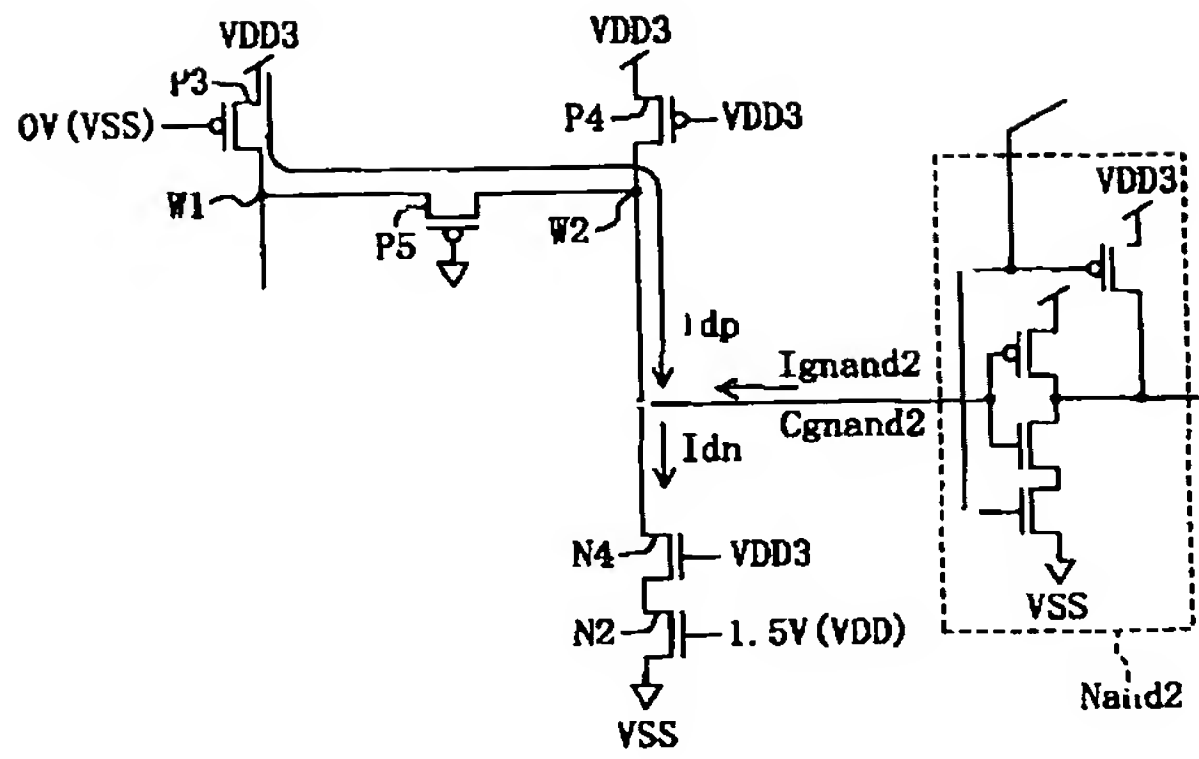 VDD3
VDD3
P3
P4
0V(VSS)
VDD3
VDD3
W1
P5
W2
Idp
Ignand2
Cgnand2
Idn
N4
VDD3
N2
1.5V(VDD)
VSS
VSS
Nand2